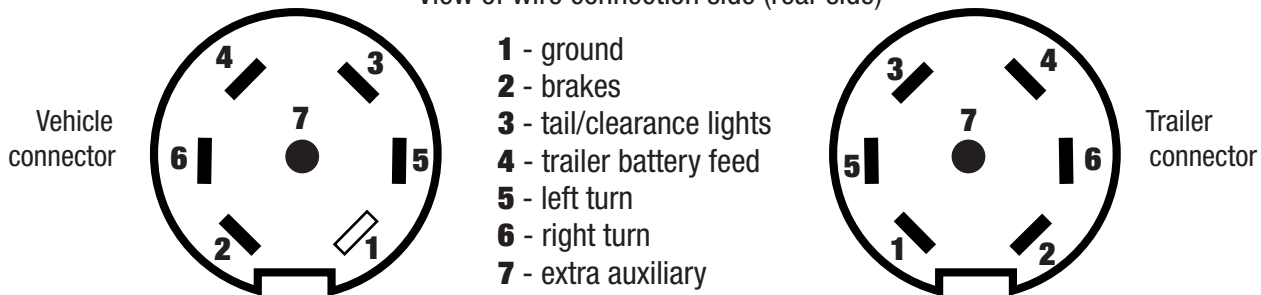 view of wire connection side (rear side)
4
3
7
6
5
2
1
Vehicle
connector
1 - ground
2 - brakes
3 - tail/clearance lights
4 - trailer battery feed
5 - left turn
6 - right turn
7 - extra auxiliary
3
4
7
5
6
1
2
Trailer
connector